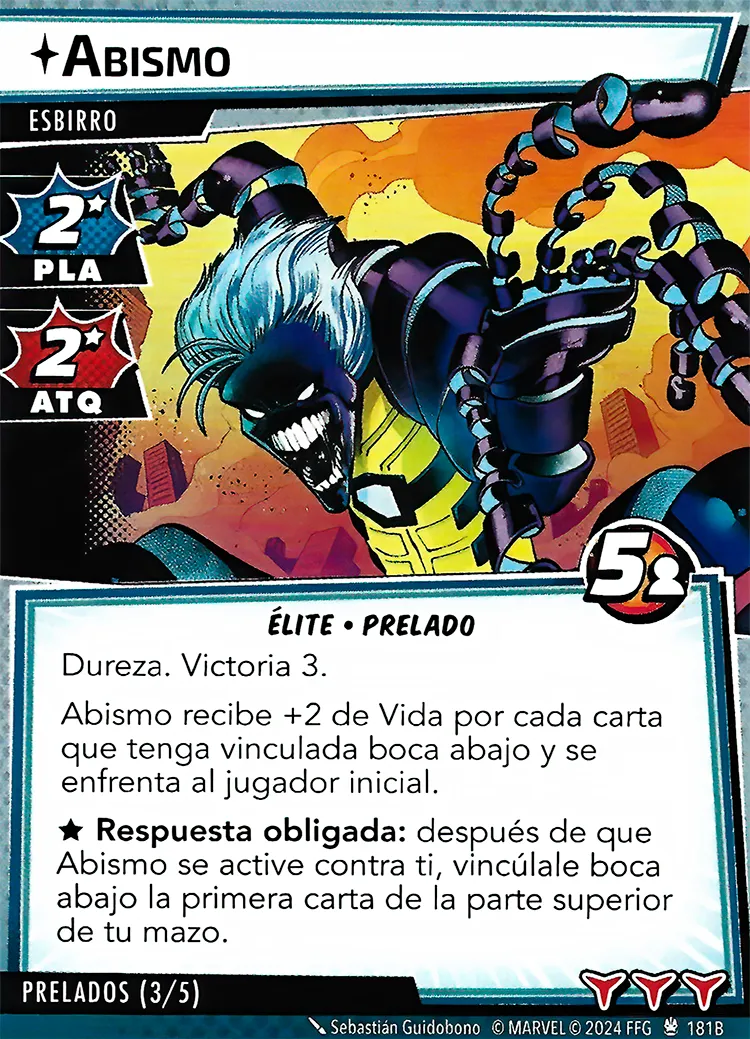 ABISMO
ESBIRRO
2★
PLA
2★
ATQ
5
ÉLITE • PRELADO
Dureza. Victoria 3.
Abismo recibe +2 de Vida por cada carta
que tenga vinculada boca abajo y se
enfrenta al jugador inicial.
★ Respuesta obligada: después de que
Abismo se active contra ti, vincúlale boca
abajo la primera carta de la parte superior
de tu mazo.
PRELADOS (3/5)
Sebastián Guidobono © MARVEL © 2024 FFG 181B